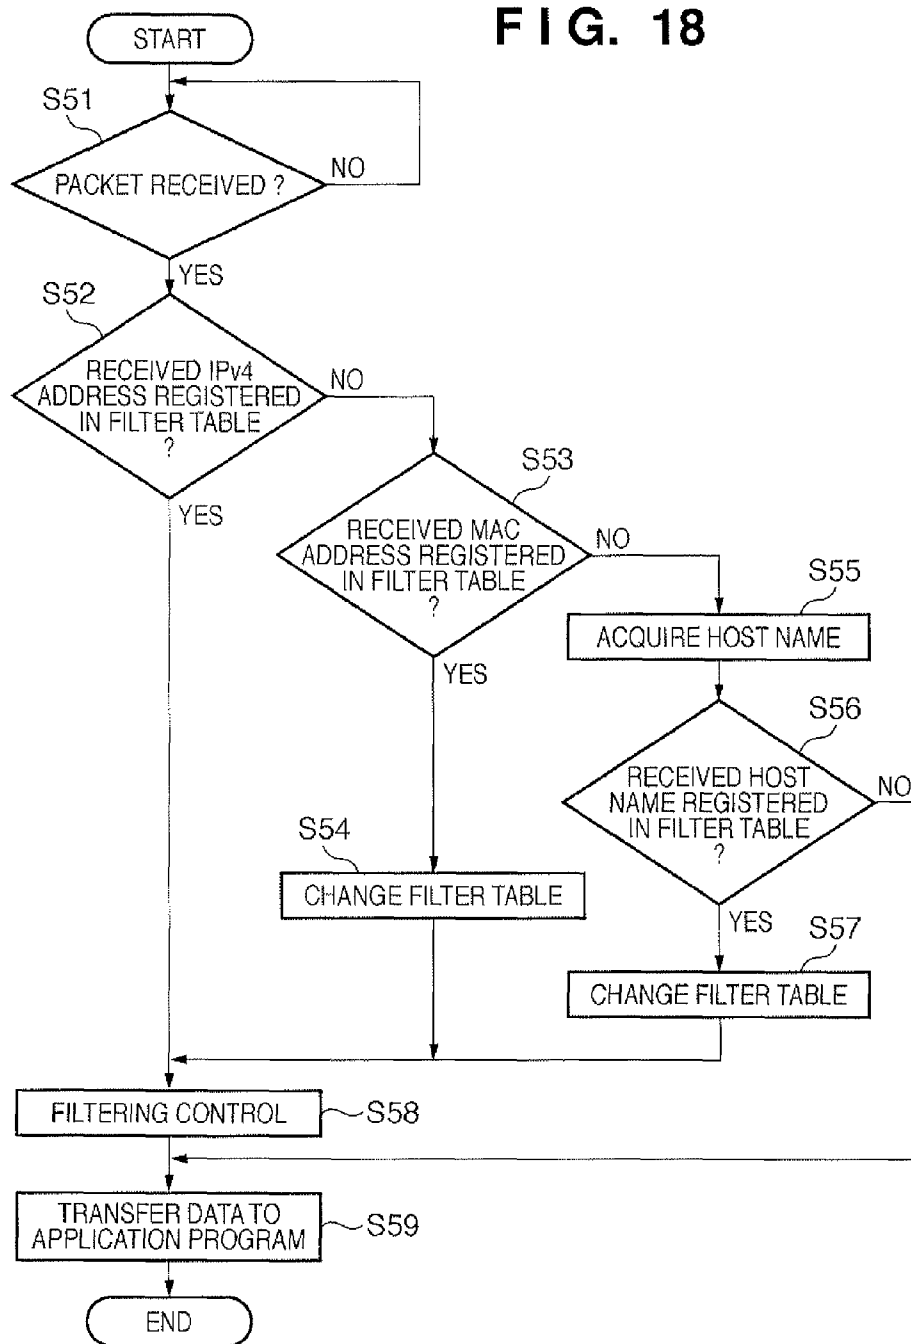 FIG. 18
START
S51
PACKET RECEIVED ?
NO
YES
S52
RECEIVED IPv4
ADDRESS REGISTERED
IN FILTER TABLE
?
NO
YES
S53
RECEIVED MAC
ADDRESS REGISTERED
IN FILTER TABLE
?
NO
YES
S55
ACQUIRE HOST NAME
S56
RECEIVED HOST
NAME REGISTERED
IN FILTER TABLE
?
NO
YES
S54
CHANGE FILTER TABLE
S57
CHANGE FILTER TABLE
FILTERING CONTROL
S58
TRANSFER DATA TO
APPLICATION PROGRAM
S59
END